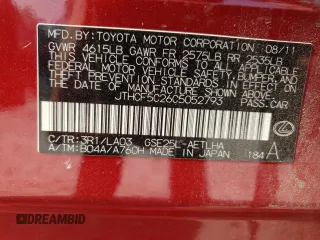 MFD.BY:TOYOTA MOTOR CORPORATION 08/11
GVWR 4615LB GAWR FR 2575LB RR 2535LB
THIS VEHICLE CONFORMS TO ALL APPLICABLE
FEDERAL MOTOR VEHICLE SAFETY, BUMPER, AND
THEFT PREVENTION STANDARDS IN EFFECT ON
THE DATE OF MANUFACTURE SHOWN ABOVE.
JTHCF5C26C5052793 PASS.CAR
C/TR:3R1/LA03 GSE25L-AETLHA
A/TM:B04A/A760H MADE IN JAPAN 184 A
DREAMBID
DREAMBID